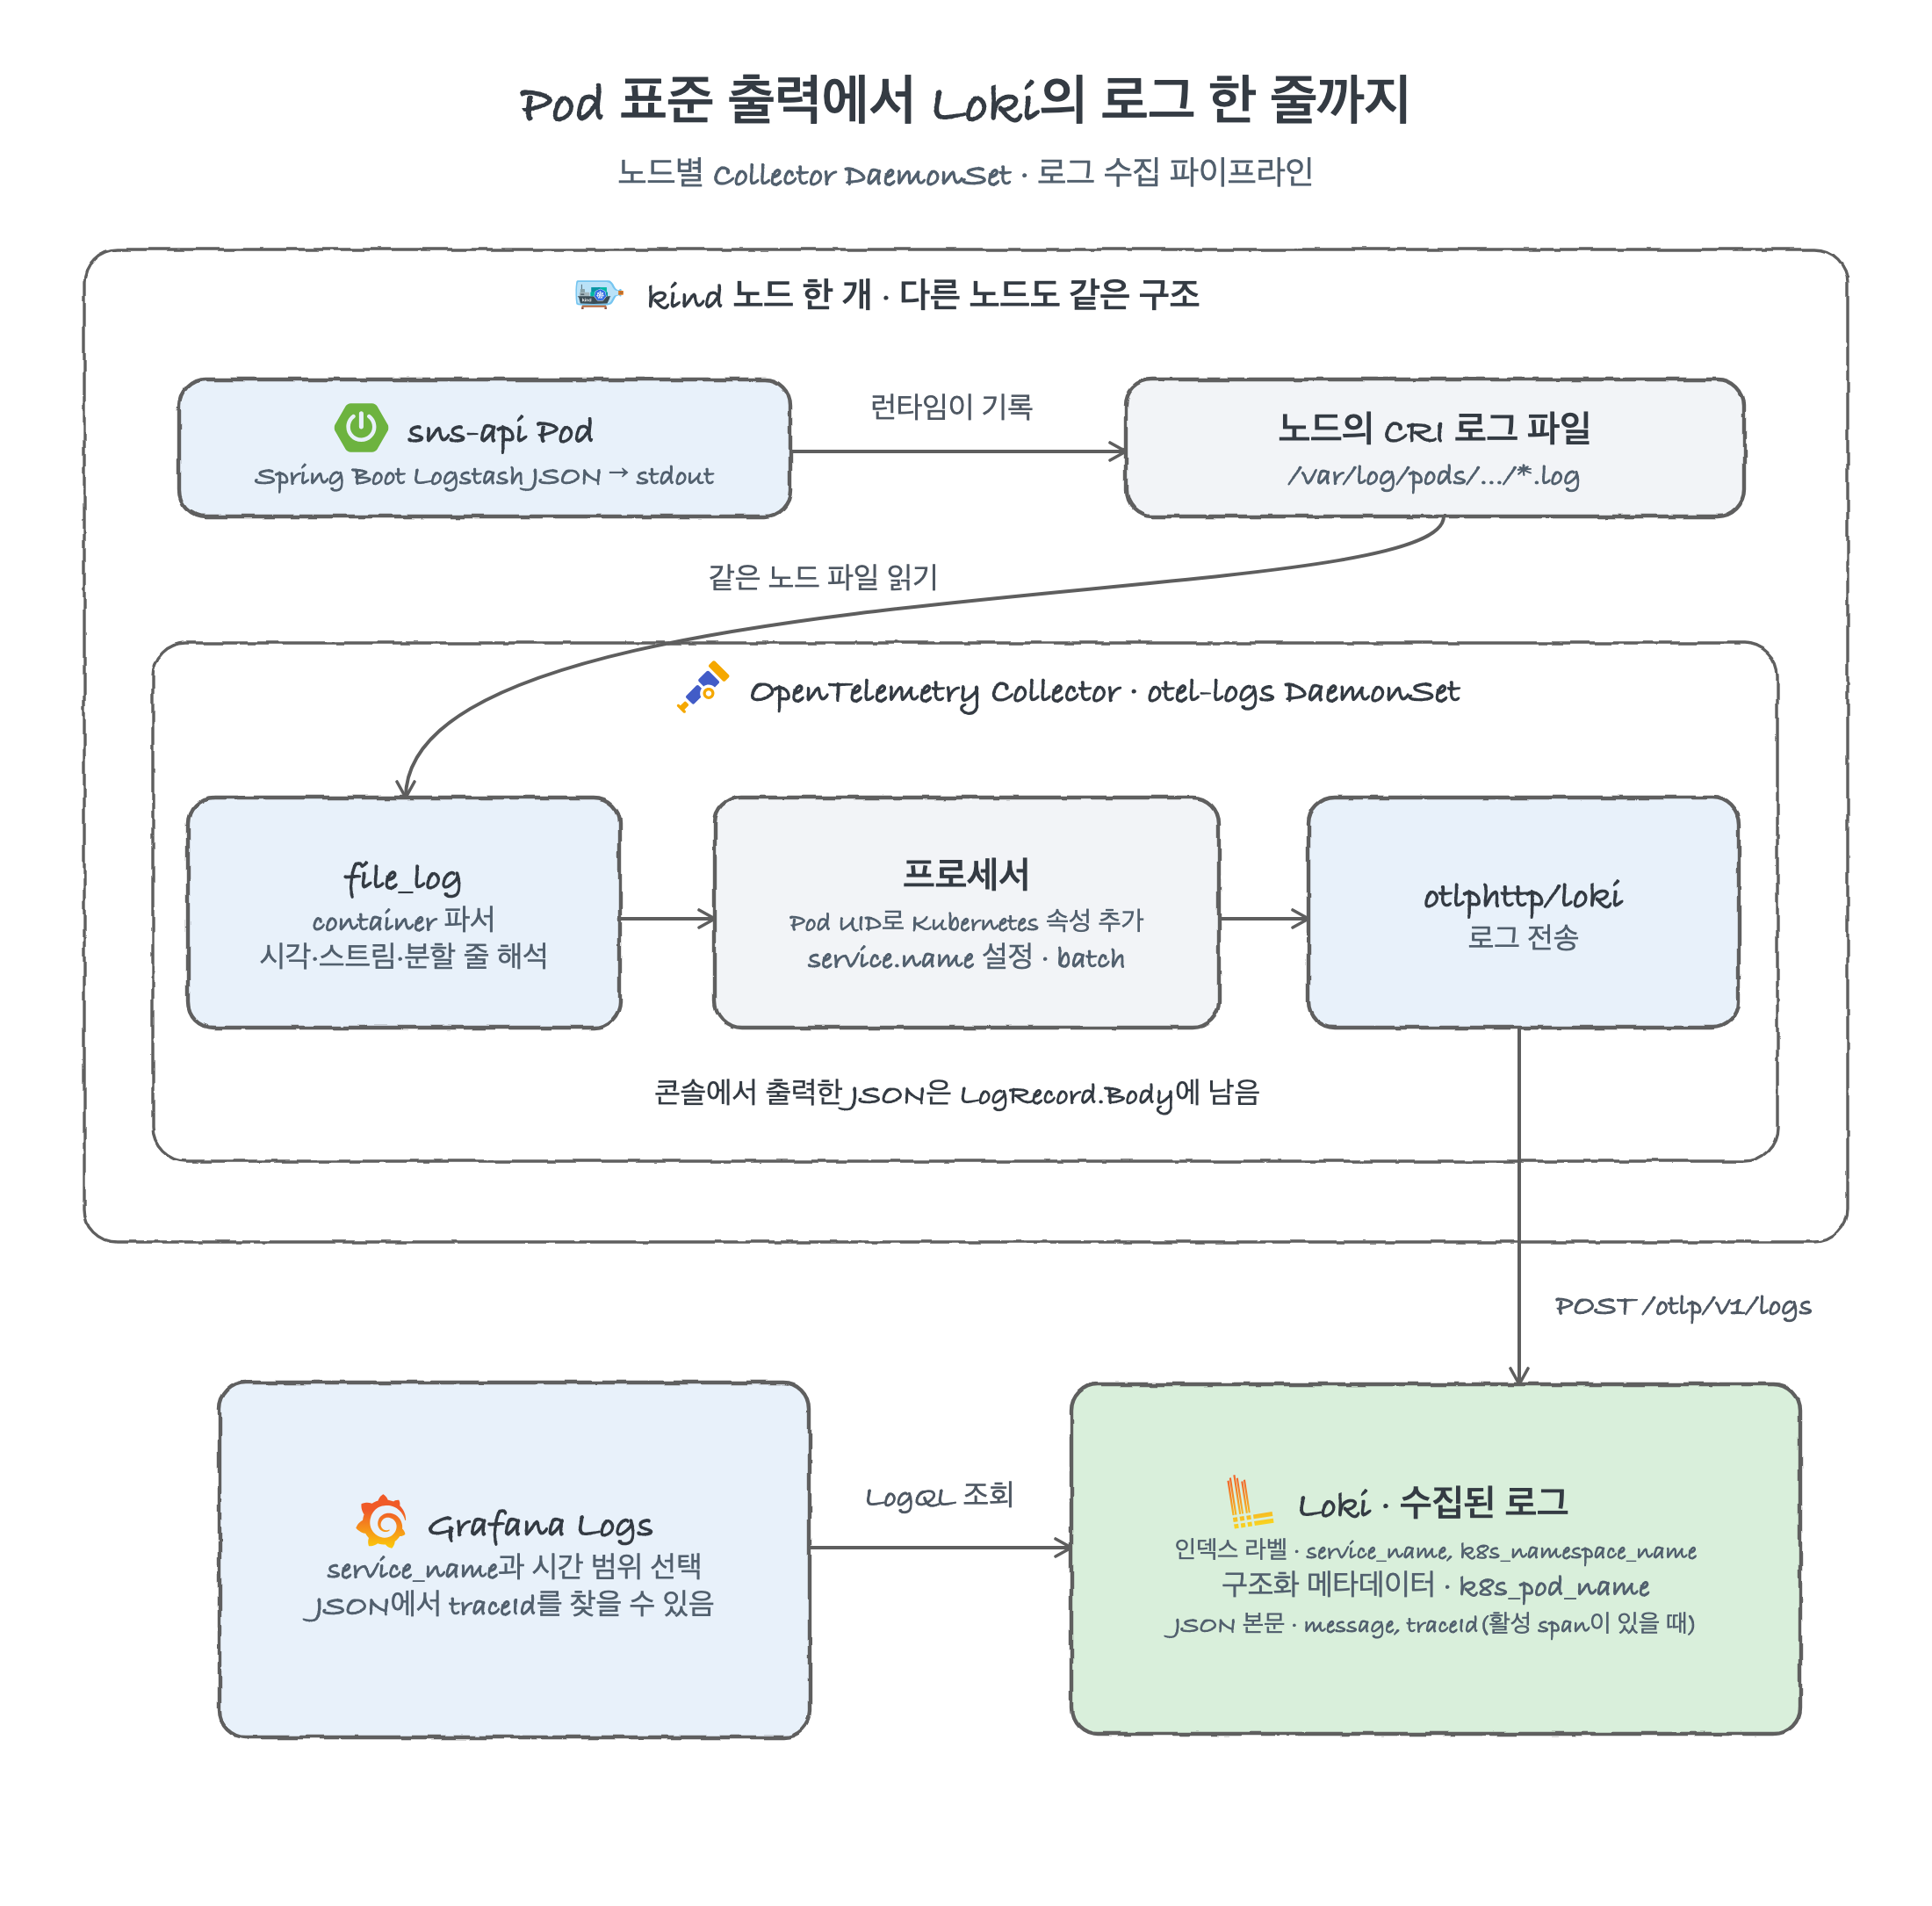 Pod 표준 출력에서 Loki의 로그 한 줄까지
노드별 Collector DaemonSet · 로그 수집 파이프라인
kind 노드 한 개 · 다른 노드도 같은 구조
sns-api Pod
Spring Boot Logstash JSON → stdout
런타임이 기록
노드의 CRI 로그 파일
/var/log/pods/.../*.log
같은 노드 파일 읽기
OpenTelemetry Collector · otel-logs DaemonSet
file_log
container 파서
시각·스트림·분할 줄 해석
프로세서
Pod UID로 Kubernetes 속성 추가
service.name 설정 · batch
otlphttp/loki
로그 전송
콘솔에서 출력한 JSON은 LogRecord.Body에 남음
POST /otlp/v1/logs
Grafana Logs
service_name과 시간 범위 선택
JSON에서 traceId를 찾을 수 있음
LogQL 조회
Loki · 수집된 로그
인덱스 라벨 · service_name, k8s_namespace_name
구조화 메타데이터 · k8s_pod_name
JSON 본문 · message, traceId(활성 span이 있을 때)